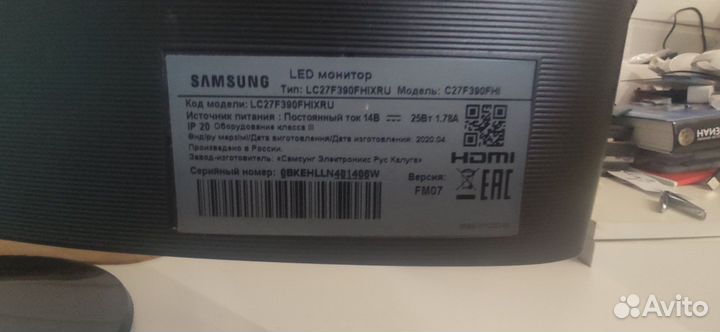 SAMSUNG
LED монитор
Тип: LC27F390FHIXRU Модель: C27F390FHI
Код модели: LC27F390FHIXRU
Источник питания : Постоянный ток 14В 25Вт 1.78А
IP 20 Оборудование класса III
Дата изготовления: 2020.04
Произведено в России.
Завод-изготовитель: «Самсунг Электроникс Рус Калуга»
HDMI
Серийный номер: 0BKEHLLN401406W
Версия:
FM07
EAC
Avito